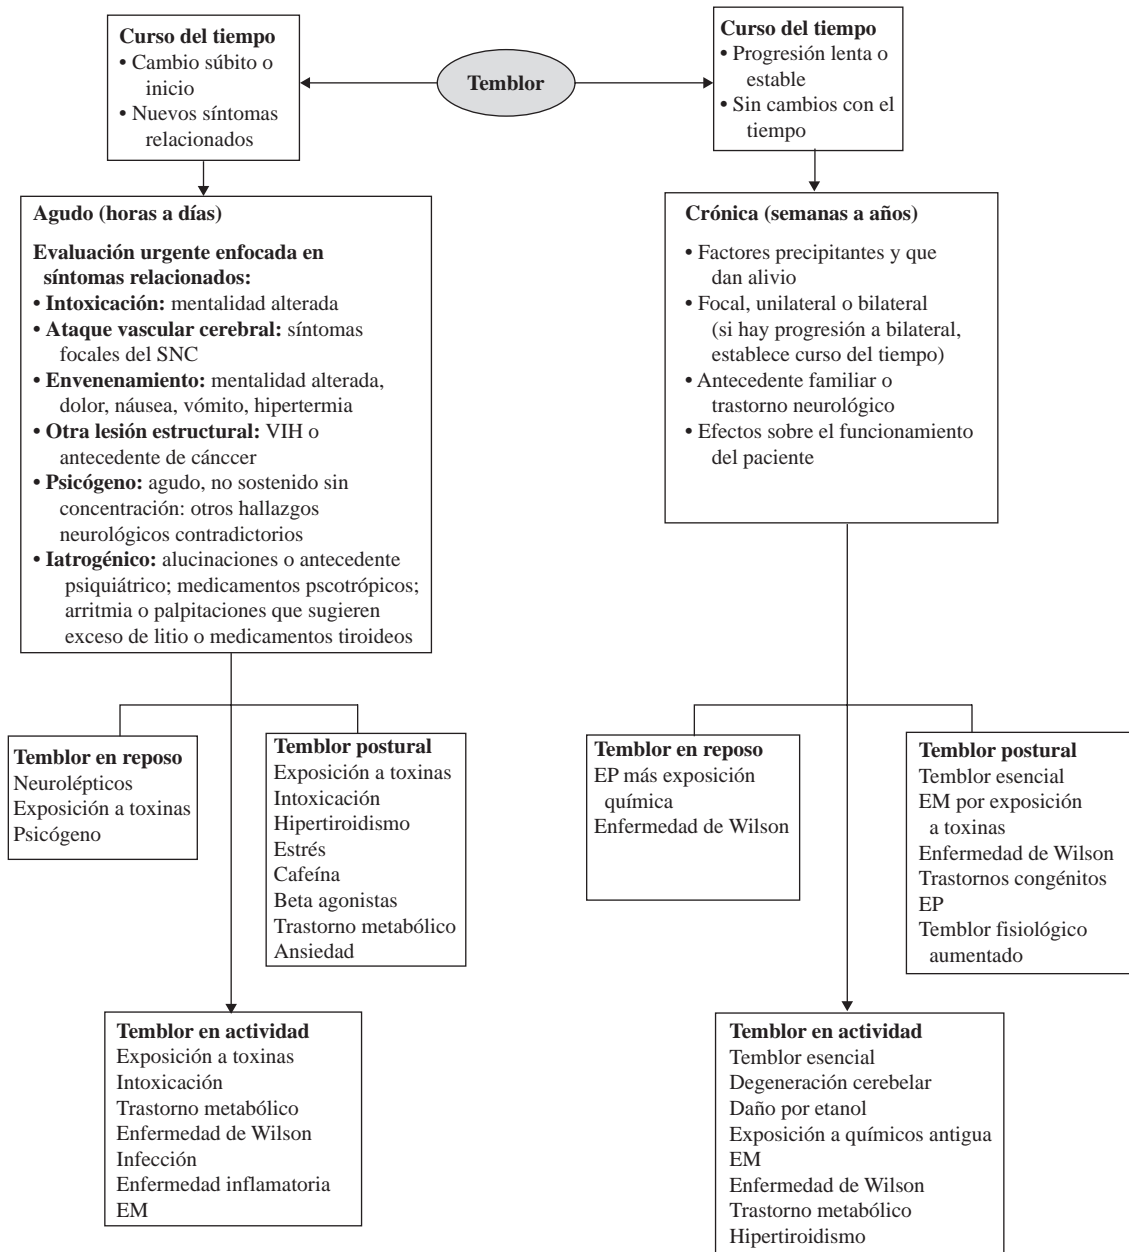 Temblor
Curso del tiempo
• Cambio súbito o
inicio
• Nuevos síntomas
relacionados
Agudo (horas a días)
Evaluación urgente enfocada en
síntomas relacionados:
• Intoxicación: mentalidad alterada
• Ataque vascular cerebral: síntomas
focales del SNC
• Envenenamiento: mentalidad alterada,
dolor, náusea, vómito, hipertermia
• Otra lesión estructural: VIH o
antecedente de cánccer
• Psicógeno: agudo, no sostenido sin
concentración: otros hallazgos
neurológicos contradictorios
• Iatrogénico: alucinaciones o antecedente
psiquiátrico; medicamentos pscotrópicos;
arritmia o palpitaciones que sugieren
exceso de litio o medicamentos tiroideos
Temblor en reposo
Neurolépticos
Exposición a toxinas
Psicógeno
Temblor postural
Exposición a toxinas
Intoxicación
Hipertiroidismo
Estrés
Cafeína
Beta agonistas
Trastorno metabólico
Ansiedad
Temblor en actividad
Exposición a toxinas
Intoxicación
Trastorno metabólico
Enfermedad de Wilson
Infección
Enfermedad inflamatoria
EM
Curso del tiempo
• Progresión lenta o
estable
• Sin cambios con el
tiempo
Crónica (semanas a años)
• Factores precipitantes y que
dan alivio
• Focal, unilateral o bilateral
(si hay progresión a bilateral,
establece curso del tiempo)
• Antecedente familiar o
trastorno neurológico
• Efectos sobre el funcionamiento
del paciente
Temblor en reposo
EP más exposición
química
Enfermedad de Wilson
Temblor postural
Temblor esencial
EM por exposición
a toxinas
Enfermedad de Wilson
Trastornos congénitos
EP
Temblor fisiológico
aumentado
Temblor en actividad
Temblor esencial
Degeneración cerebelar
Daño por etanol
Exposición a químicos antigua
EM
Enfermedad de Wilson
Trastorno metabólico
Hipertiroidismo